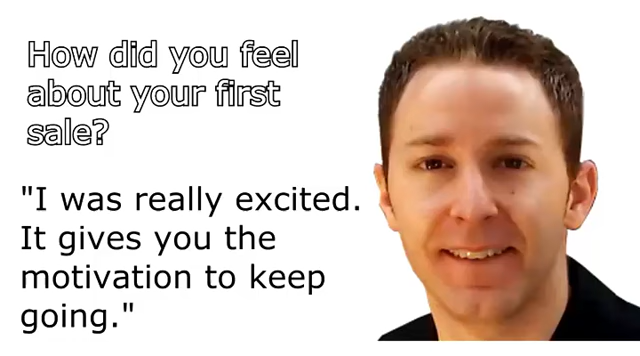 How did you feel
about your first
sale?
"I was really excited.
It gives you the
motivation to keep
going."